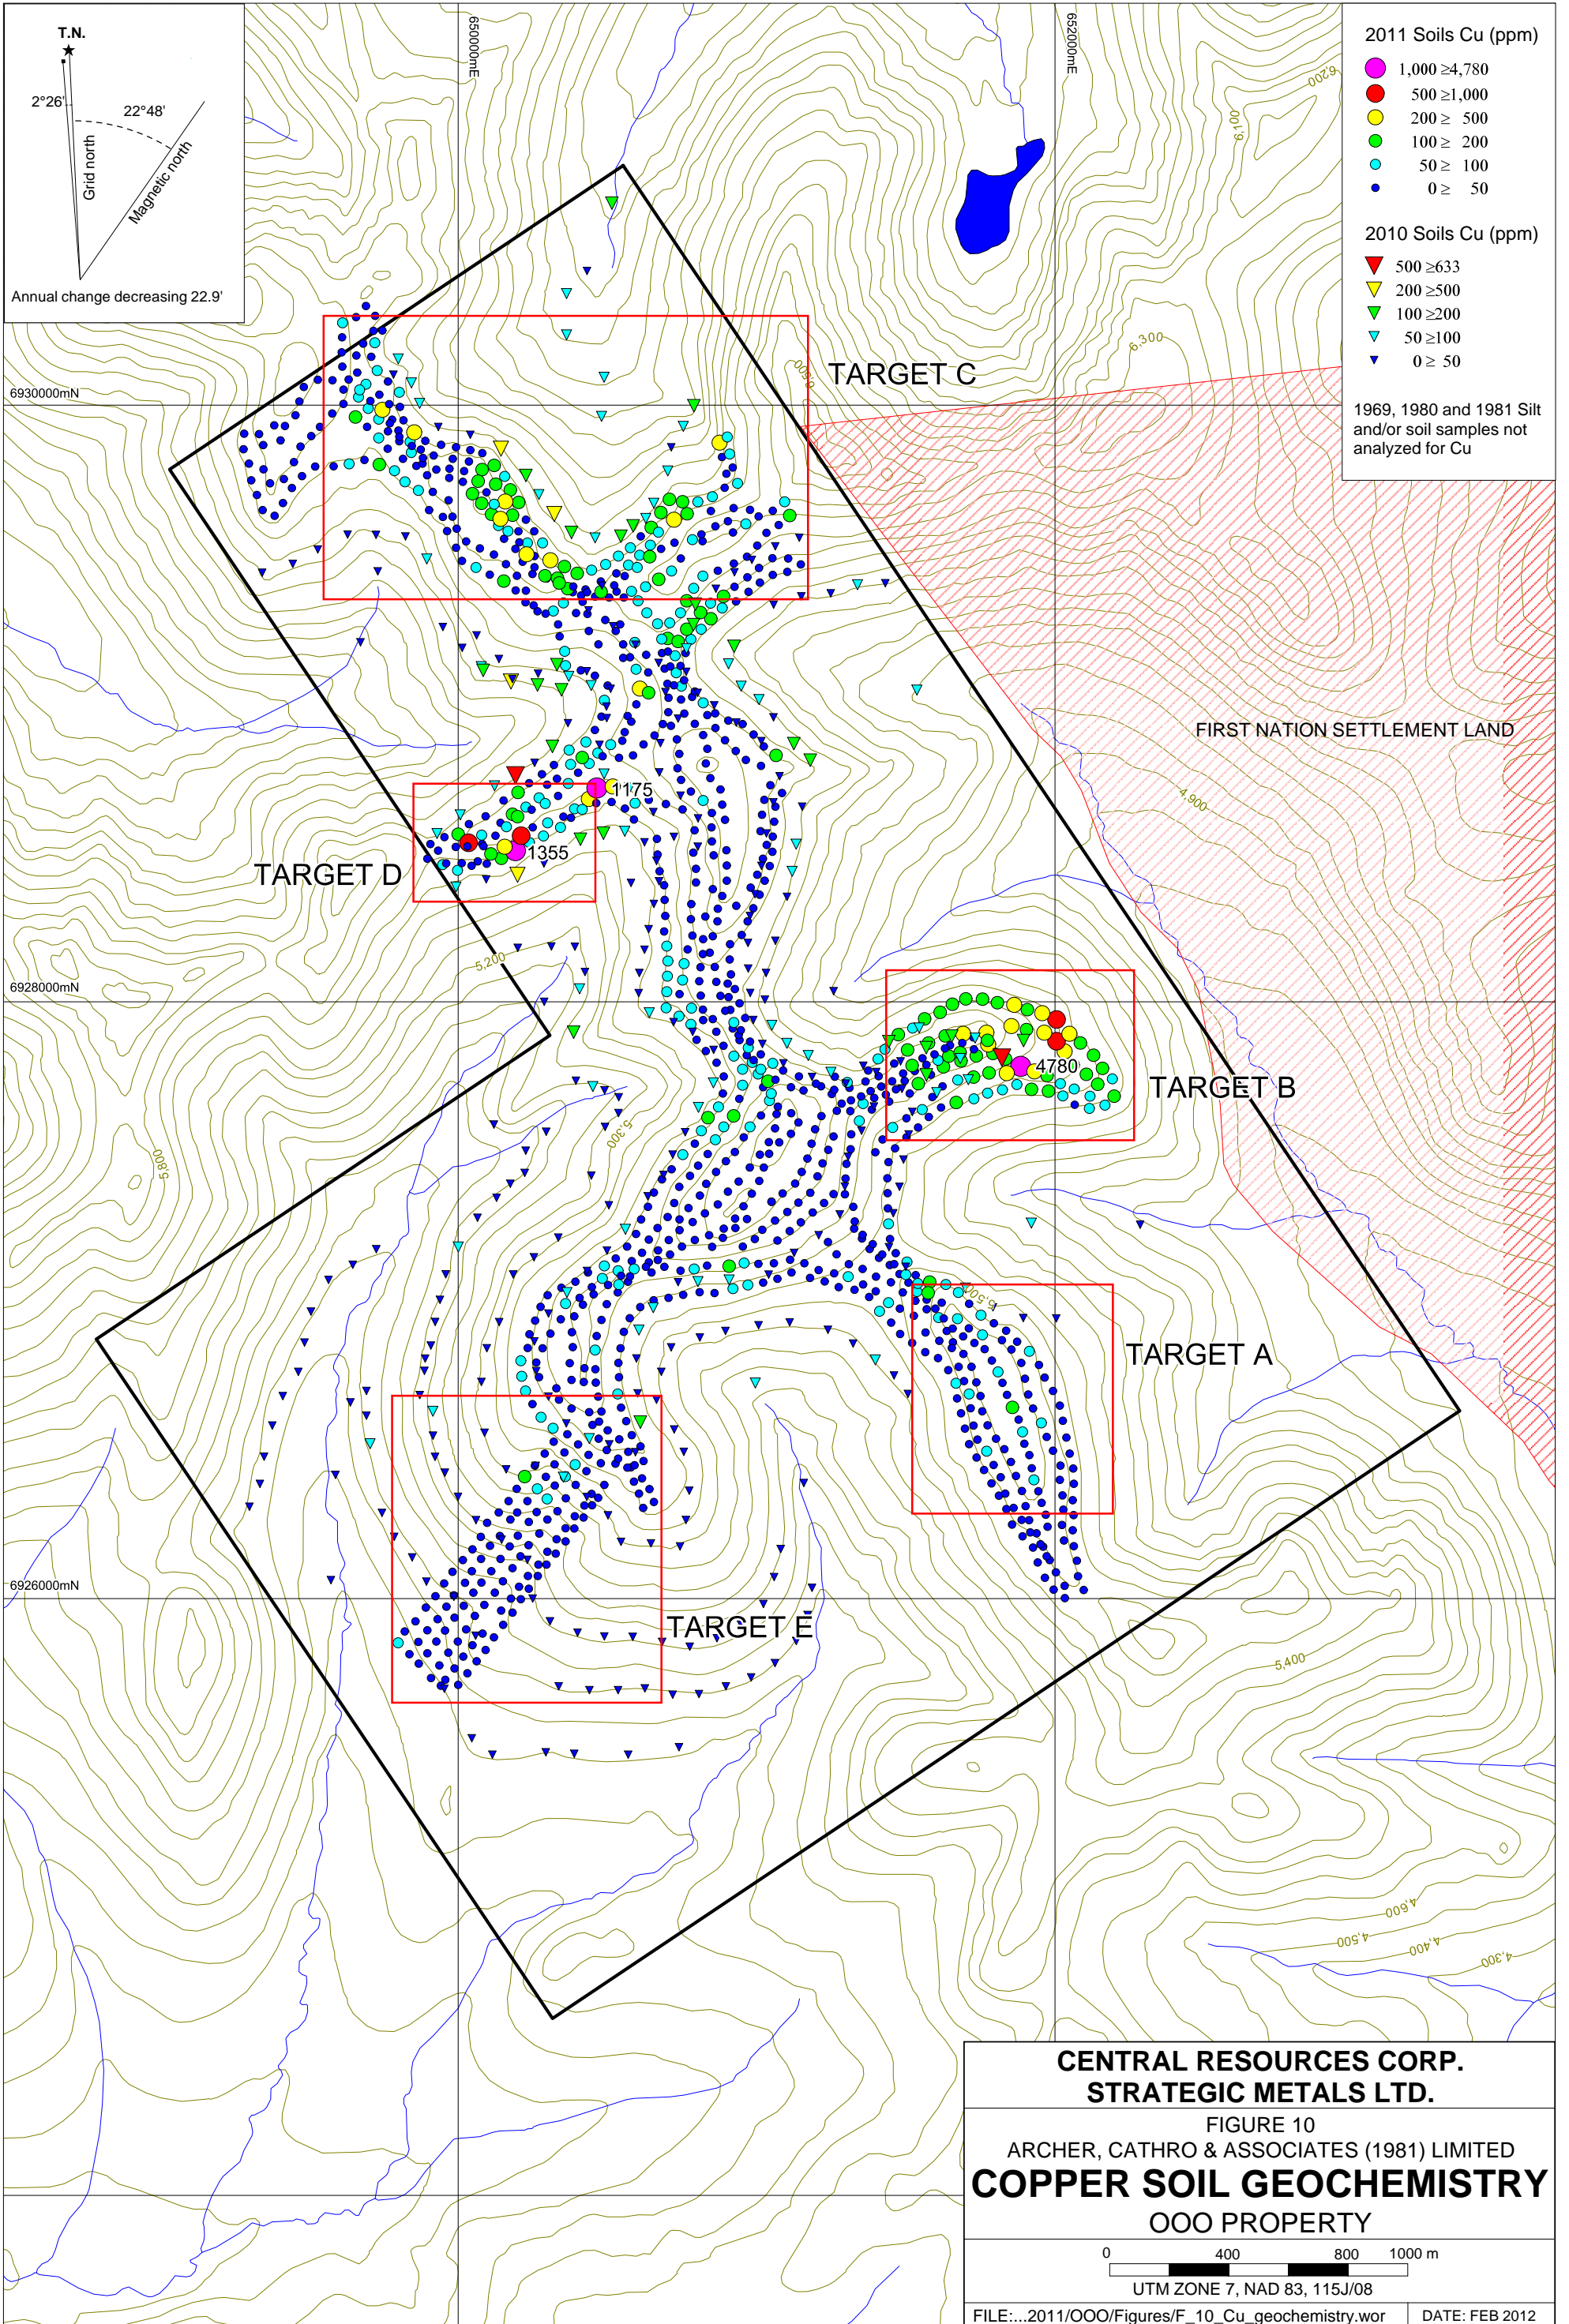 T.N.
2°26'
22°48'
Grid north
Magnetic north
Annual change decreasing 22.9'
650000mE
652000mE
2011 Soils Cu (ppm)
1,000 ≥4,780
500 ≥1,000
200 ≥ 500
100 ≥ 200
50 ≥ 100
0 ≥ 50
2010 Soils Cu (ppm)
500 ≥633
200 ≥500
100 ≥200
50 ≥100
0 ≥ 50
1969, 1980 and 1981 Silt
and/or soil samples not
analyzed for Cu
6,200
6,100
6,300
TARGET C
6930000mN
FIRST NATION SETTLEMENT LAND
4,900
1175
1355
TARGET D
5,200
6928000mN
4780
TARGET B
5,300
5,800
5,500
TARGET A
6926000mN
TARGET E
5,400
4,600
4,500
4,400
4,300
CENTRAL RESOURCES CORP.
STRATEGIC METALS LTD.
FIGURE 10
ARCHER, CATHRO & ASSOCIATES (1981) LIMITED
COPPER SOIL GEOCHEMISTRY
OOO PROPERTY
0 400 800 1000 m
UTM ZONE 7, NAD 83, 115J/08
FILE:...2011/OOO/Figures/F_10_Cu_geochemistry.wor
DATE: FEB 2012